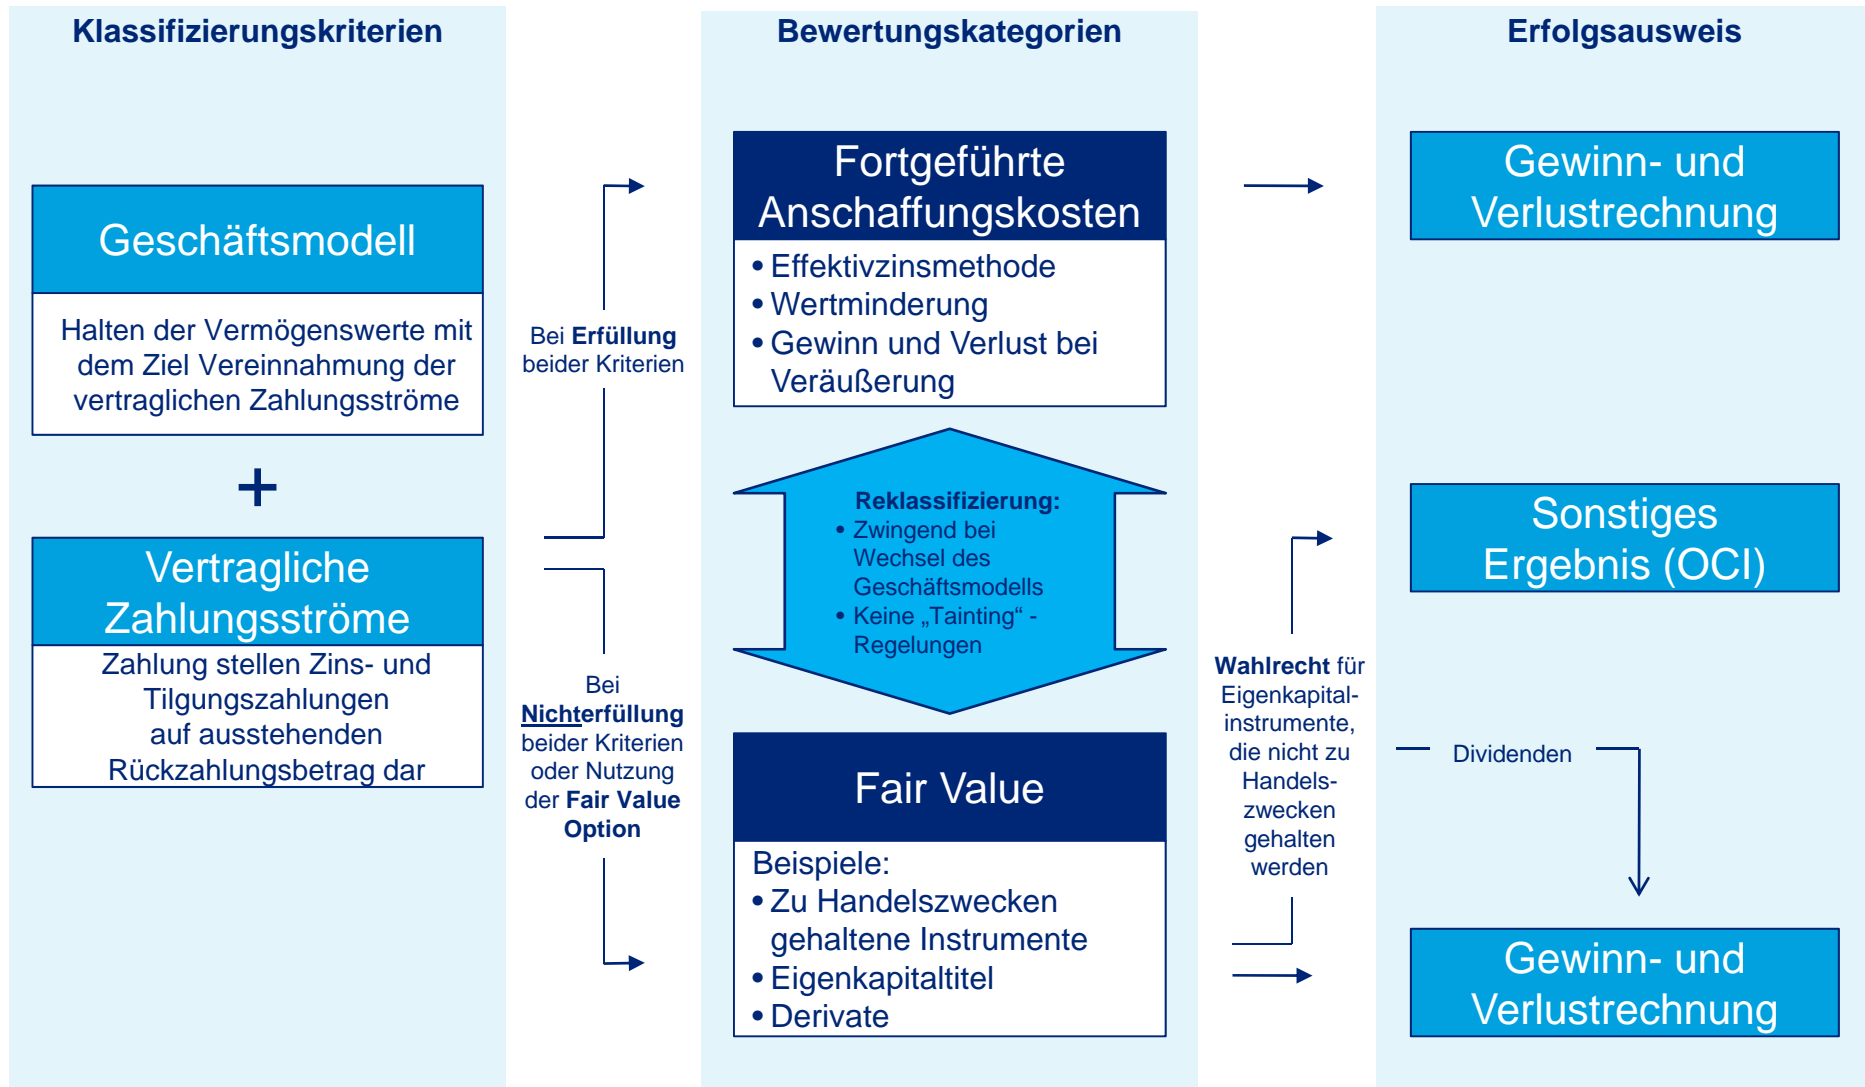 Klassifizierungskriterien
Geschäftsmodell
Halten der Vermögenswerte mit
dem Ziel Vereinnahmung der
vertraglichen Zahlungsströme
+
Vertragliche
Zahlungsströme
Zahlung stellen Zins- und
Tilgungszahlungen
auf ausstehenden
Rückzahlungsbetrag dar
Bei Erfüllung
beider Kriterien
Bei
Nichterfüllung
beider Kriterien
oder Nutzung
der Fair Value
Option
Bewertungskategorien
Fortgeführte
Anschaffungskosten
• Effektivzinsmethode
• Wertminderung
• Gewinn und Verlust bei
Veräußerung
Reklassifizierung:
• Zwingend bei
Wechsel des
Geschäftsmodells
• Keine „Tainting“ -
Regelungen
Fair Value
Beispiele:
• Zu Handelszwecken
gehaltene Instrumente
• Eigenkapitaltitel
• Derivate
Wahlrecht für
Eigenkapital-
instrumente,
die nicht zu
Handels-
zwecken
gehalten
werden
Erfolgsausweis
Gewinn- und
Verlustrechnung
Sonstiges
Ergebnis (OCI)
Dividenden
Gewinn- und
Verlustrechnung